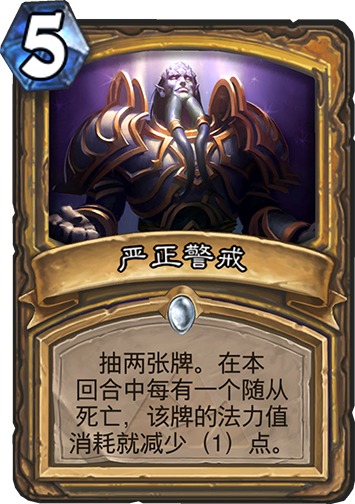 5
严正警戒
抽两张牌。在本
回合中每有一个随从
死亡，该牌的法力值
消耗就减少（1）点。